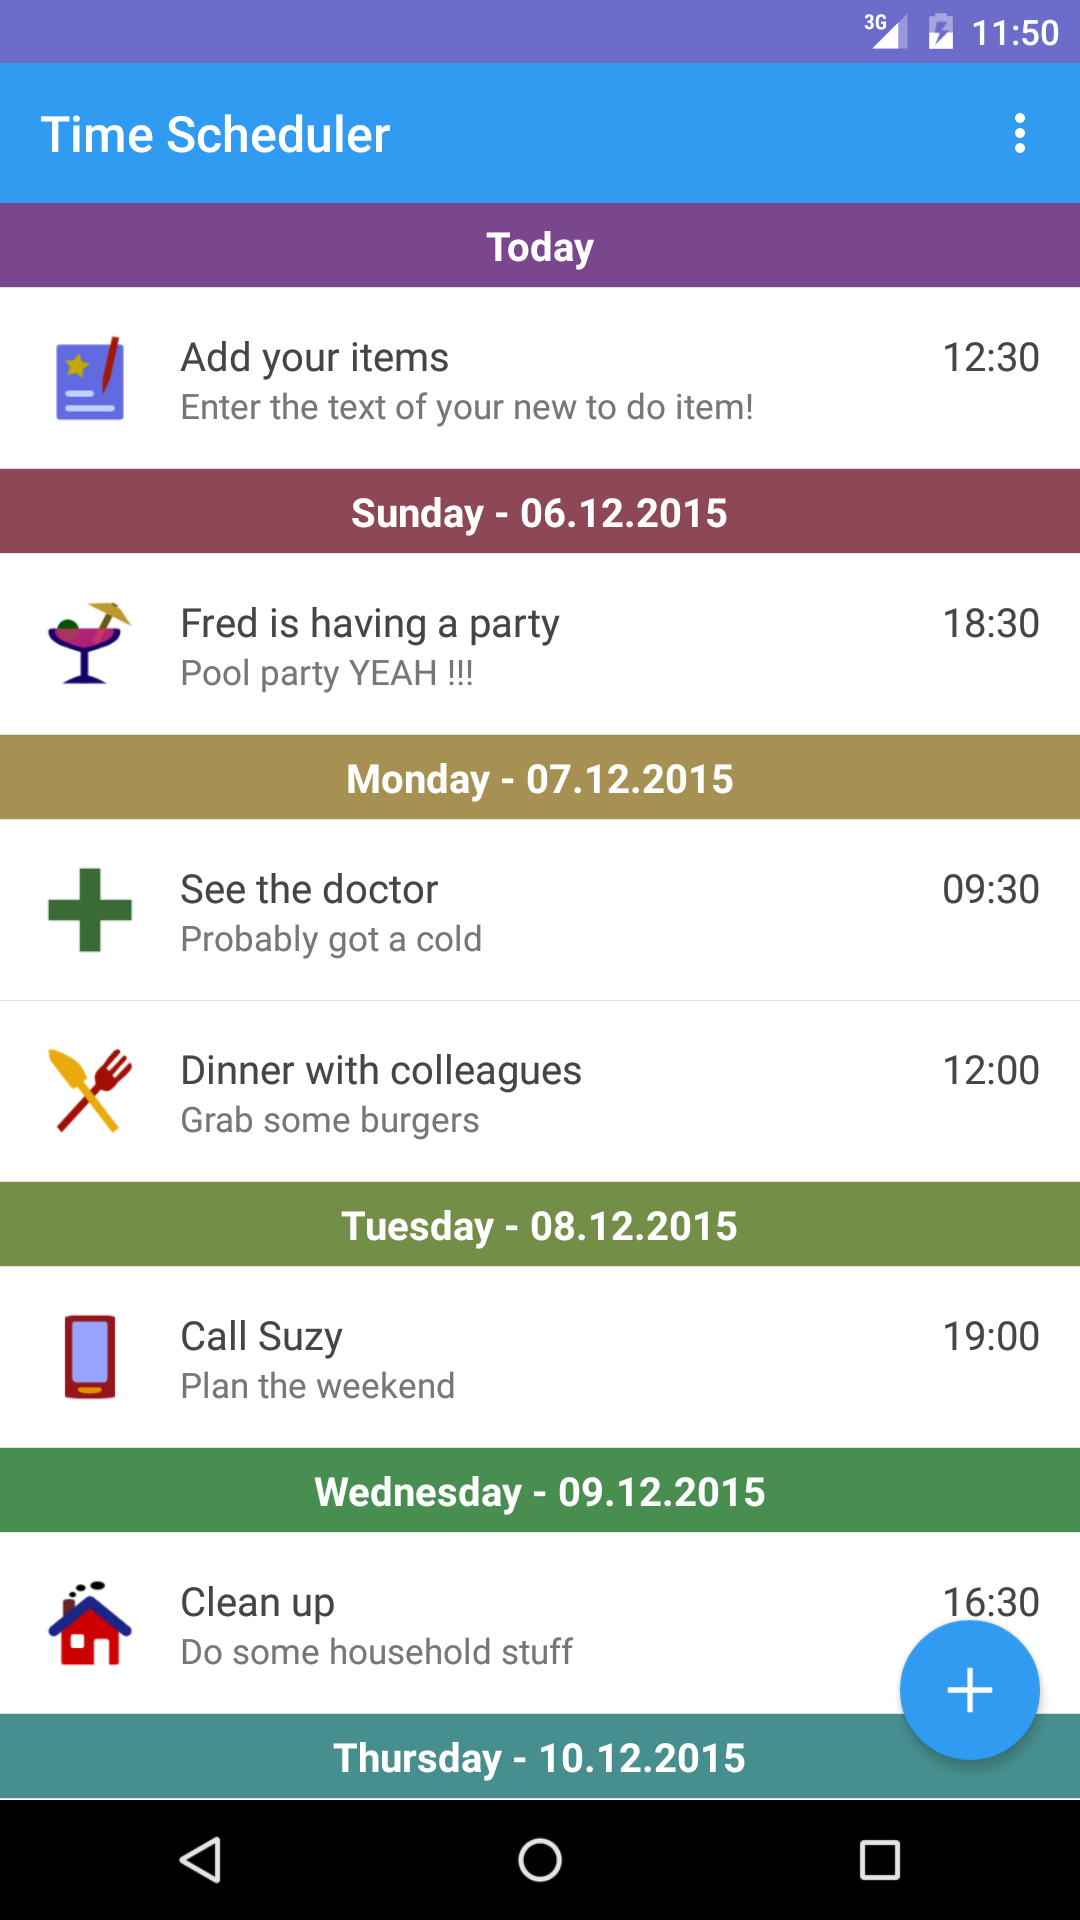 3G 11:50
Time Scheduler
Today
Add your items 12:30
Enter the text of your new to do item!
Sunday - 06.12.2015
Fred is having a party 18:30
Pool party YEAH !!!
Monday - 07.12.2015
See the doctor 09:30
Probably got a cold
Dinner with colleagues 12:00
Grab some burgers
Tuesday - 08.12.2015
Call Suzy 19:00
Plan the weekend
Wednesday - 09.12.2015
Clean up 16:30
Do some household stuff
Thursday - 10.12.2015